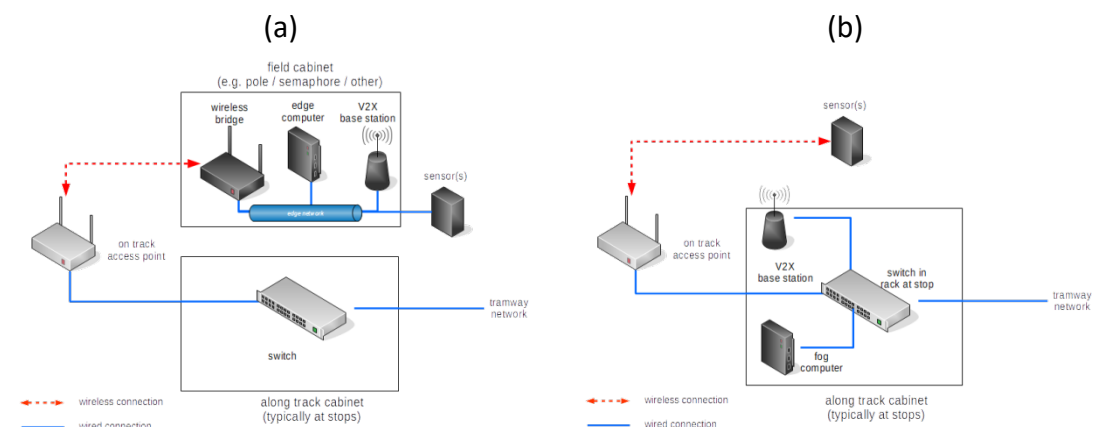 (a)
field cabinet
(e.g. pole / semaphore / other)
wireless
bridge
edge
computer
V2X
base station
sensor(s)
edge network
on track
access point
switch
tramway
network
wireless connection
wired connection
along track cabinet
(typically at stops)
(b)
sensor(s)
on track
access point
V2X
base station
switch in
rack at stop
tramway
network
fog
computer
wireless connection
wired connection
along track cabinet
(typically at stops)